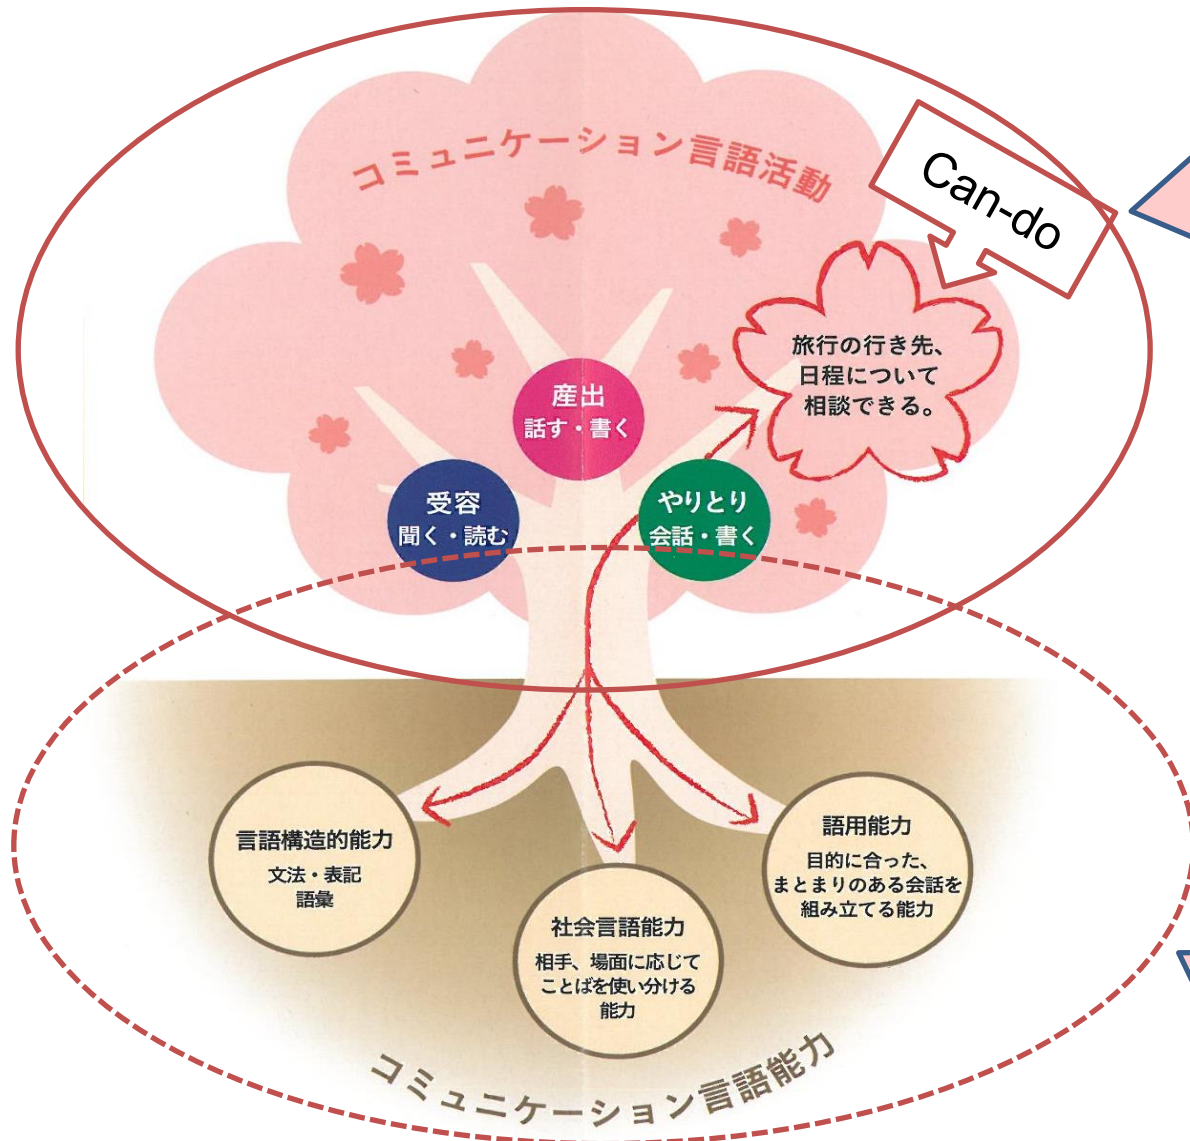 コミュニケーション言語活動
Can-do
旅行の行き先、
日程について
相談できる。
産出
話す・書く
受容
聞く・読む
やりとり
会話・書く
言語構造的能力
文法・表記
語彙
社会言語能力
相手、場面に応じて
ことばを使い分ける
能力
語用能力
目的に合った、
まとまりのある会話を
組み立てる能力
コミュニケーション言語能力